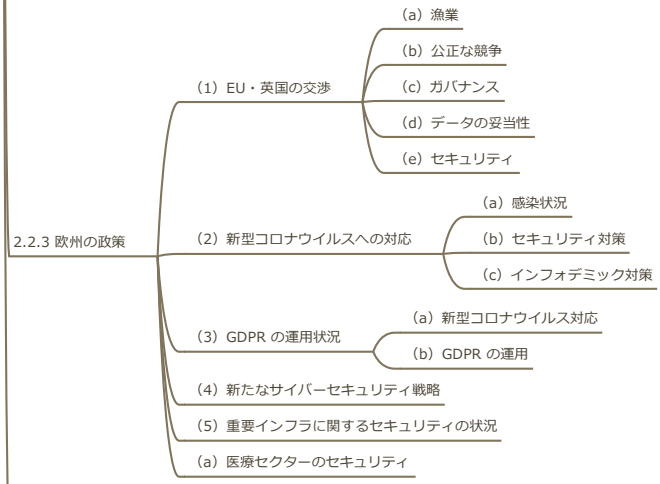 2.2.3 欧州の政策
（1）EU・英国の交渉
（a）漁業
（b）公正な競争
（c）ガバナンス
（d）データの妥当性
（e）セキュリティ
（2）新型コロナウイルスへの対応
（a）感染状況
（b）セキュリティ対策
（c）インフォデミック対策
（3）GDPR の運用状況
（a）新型コロナウイルス対応
（b）GDPR の運用
（4）新たなサイバーセキュリティ戦略
（5）重要インフラに関するセキュリティの状況
（a）医療セクターのセキュリティ